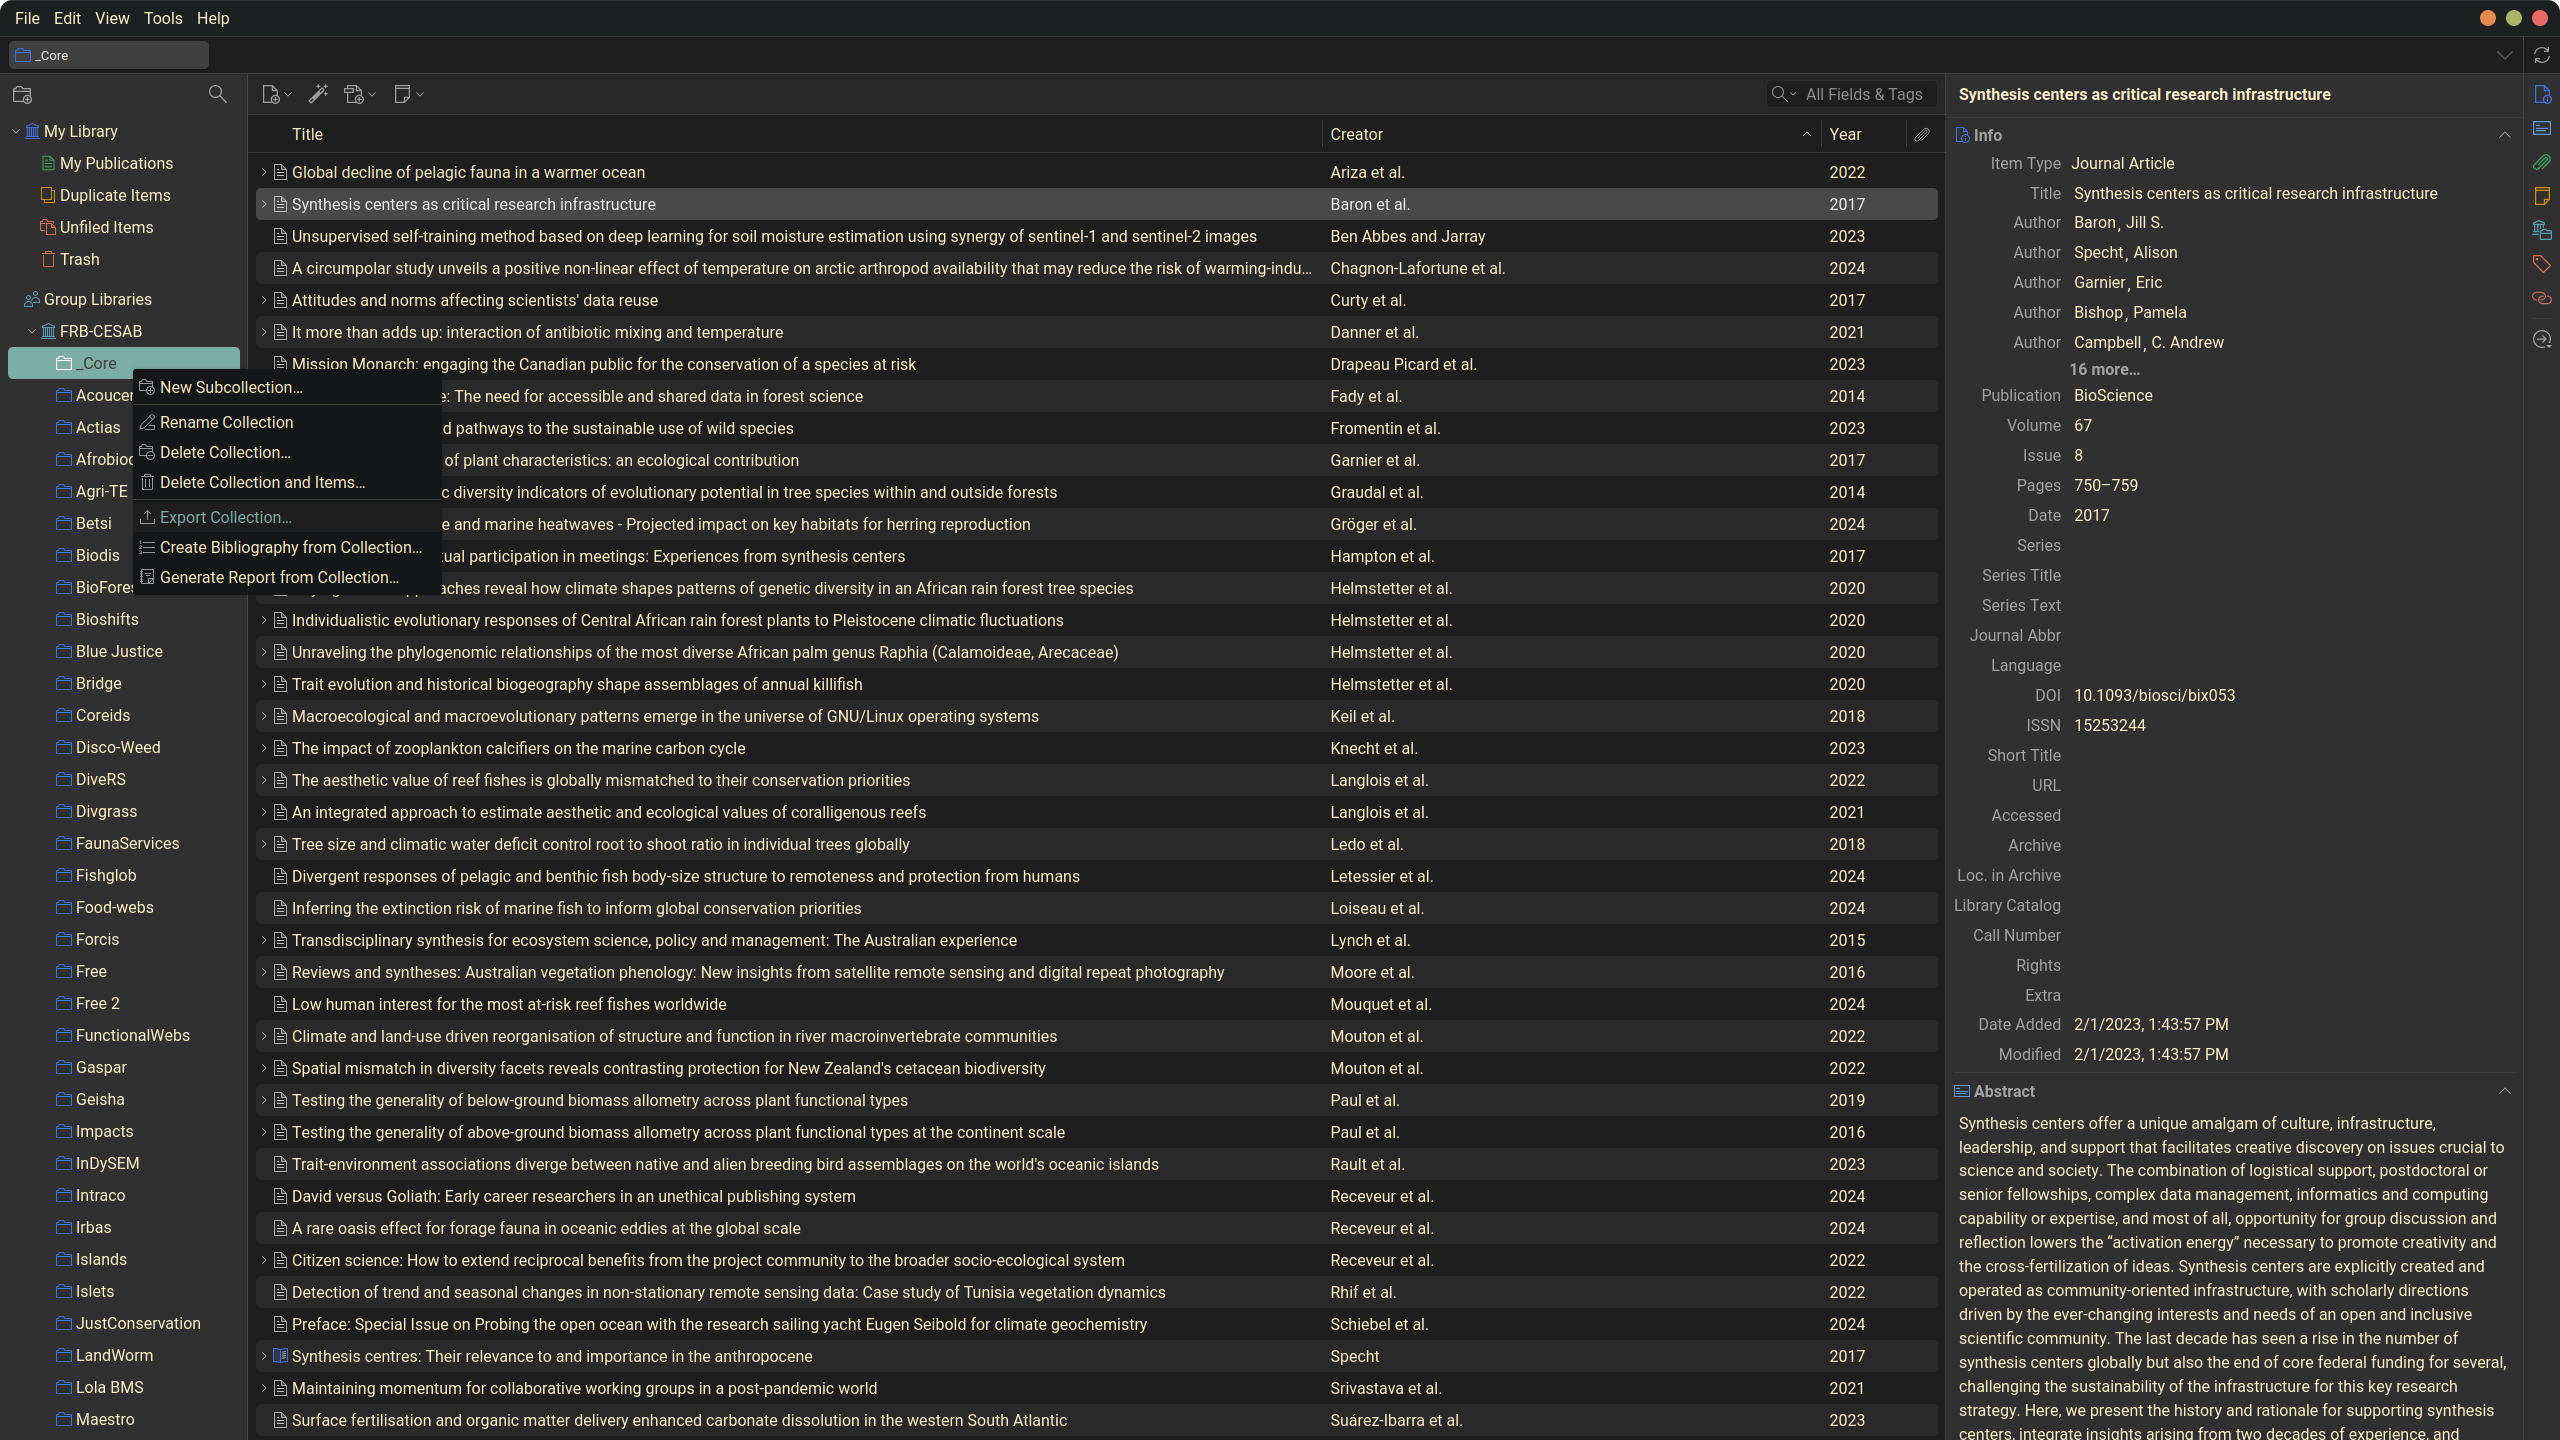 File Edit View Tools Help
_Core
All Fields & Tags
My Library
My Publications
Duplicate Items
Unfiled Items
Trash
Group Libraries
FRB-CESAB
_Core
Acoucer
Actias
Afrobioc
Agri-TE
Betsi
Biodis
BioFores
Bioshifts
Blue Justice
Bridge
Coreids
Disco-Weed
DiveRS
Divgrass
FaunaServices
Fishglob
Food-webs
Forcis
Free
Free 2
FunctionalWebs
Gaspar
Geisha
Impacts
InDySEM
Intraco
Irbas
Islands
Islets
JustConservation
LandWorm
Lola BMS
Maestro
New Subcollection...
Rename Collection
Delete Collection...
Delete Collection and Items...
Export Collection...
Create Bibliography from Collection...
Generate Report from Collection...
Title Creator Year
Global decline of pelagic fauna in a warmer ocean Ariza et al. 2022
Synthesis centers as critical research infrastructure Baron et al. 2017
Unsupervised self-training method based on deep learning for soil moisture estimation using synergy of sentinel-1 and sentinel-2 images Ben Abbes and Jarray 2023
A circumpolar study unveils a positive non-linear effect of temperature on arctic arthropod availability that may reduce the risk of warming-indu... Chagnon-Lafortune et al. 2024
Attitudes and norms affecting scientists' data reuse Curty et al. 2017
It more than adds up: interaction of antibiotic mixing and temperature Danner et al. 2021
Mission Monarch: engaging the Canadian public for the conservation of a species at risk Drapeau Picard et al. 2023
e: The need for accessible and shared data in forest science Fady et al. 2014
d pathways to the sustainable use of wild species Fromentin et al. 2023
of plant characteristics: an ecological contribution Garnier et al. 2017
c diversity indicators of evolutionary potential in tree species within and outside forests Graudal et al. 2014
e and marine heatwaves - Projected impact on key habitats for herring reproduction Gröger et al. 2024
tual participation in meetings: Experiences from synthesis centers Hampton et al. 2017
aches reveal how climate shapes patterns of genetic diversity in an African rain forest tree species Helmstetter et al. 2020
Individualistic evolutionary responses of Central African rain forest plants to Pleistocene climatic fluctuations Helmstetter et al. 2020
Unraveling the phylogenomic relationships of the most diverse African palm genus Raphia (Calamoideae, Arecaceae) Helmstetter et al. 2020
Trait evolution and historical biogeography shape assemblages of annual killifish Helmstetter et al. 2020
Macroecological and macroevolutionary patterns emerge in the universe of GNU/Linux operating systems Keil et al. 2018
The impact of zooplankton calcifiers on the marine carbon cycle Knecht et al. 2023
The aesthetic value of reef fishes is globally mismatched to their conservation priorities Langlois et al. 2022
An integrated approach to estimate aesthetic and ecological values of coralligenous reefs Langlois et al. 2021
Tree size and climatic water deficit control root to shoot ratio in individual trees globally Ledo et al. 2018
Divergent responses of pelagic and benthic fish body-size structure to remoteness and protection from humans Letessier et al. 2024
Inferring the extinction risk of marine fish to inform global conservation priorities Loiseau et al. 2024
Transdisciplinary synthesis for ecosystem science, policy and management: The Australian experience Lynch et al. 2015
Reviews and syntheses: Australian vegetation phenology: New insights from satellite remote sensing and digital repeat photography Moore et al. 2016
Low human interest for the most at-risk reef fishes worldwide Mouquet et al. 2024
Climate and land-use driven reorganisation of structure and function in river macroinvertebrate communities Mouton et al. 2022
Spatial mismatch in diversity facets reveals contrasting protection for New Zealand's cetacean biodiversity Mouton et al. 2022
Testing the generality of below-ground biomass allometry across plant functional types Paul et al. 2019
Testing the generality of above-ground biomass allometry across plant functional types at the continent scale Paul et al. 2016
Trait-environment associations diverge between native and alien breeding bird assemblages on the world's oceanic islands Rault et al. 2023
David versus Goliath: Early career researchers in an unethical publishing system Receveur et al. 2024
A rare oasis effect for forage fauna in oceanic eddies at the global scale Receveur et al. 2024
Citizen science: How to extend reciprocal benefits from the project community to the broader socio-ecological system Receveur et al. 2022
Detection of trend and seasonal changes in non-stationary remote sensing data: Case study of Tunisia vegetation dynamics Rhif et al. 2022
Preface: Special Issue on Probing the open ocean with the research sailing yacht Eugen Seibold for climate geochemistry Schiebel et al. 2024
Synthesis centres: Their relevance to and importance in the anthropocene Specht 2017
Maintaining momentum for collaborative working groups in a post-pandemic world Srivastava et al. 2021
Surface fertilisation and organic matter delivery enhanced carbonate dissolution in the western South Atlantic Suárez-Ibarra et al. 2023
Synthesis centers as critical research infrastructure
Info
Item Type Journal Article
Title Synthesis centers as critical research infrastructure
Author Baron, Jill S.
Author Specht, Alison
Author Garnier, Eric
Author Bishop, Pamela
Author Campbell, C. Andrew
16 more...
Publication BioScience
Volume 67
Issue 8
Pages 750–759
Date 2017
Series
Series Title
Series Text
Journal Abbr
Language
DOI 10.1093/biosci/bix053
ISSN 15253244
Short Title
URL
Accessed
Archive
Loc. in Archive
Library Catalog
Call Number
Rights
Extra
Date Added 2/1/2023, 1:43:57 PM
Modified 2/1/2023, 1:43:57 PM
Abstract
Synthesis centers offer a unique amalgam of culture, infrastructure,
leadership, and support that facilitates creative discovery on issues crucial to
science and society. The combination of logistical support, postdoctoral or
senior fellowships, complex data management, informatics and computing
capability or expertise, and most of all, opportunity for group discussion and
reflection lowers the “activation energy” necessary to promote creativity and
the cross-fertilization of ideas. Synthesis centers are explicitly created and
operated as community-oriented infrastructure, with scholarly directions
driven by the ever-changing interests and needs of an open and inclusive
scientific community. The last decade has seen a rise in the number of
synthesis centers globally but also the end of core federal funding for several,
challenging the sustainability of the infrastructure for this key research
strategy. Here, we present the history and rationale for supporting synthesis
centers, integrate insights arising from two decades of experience, and